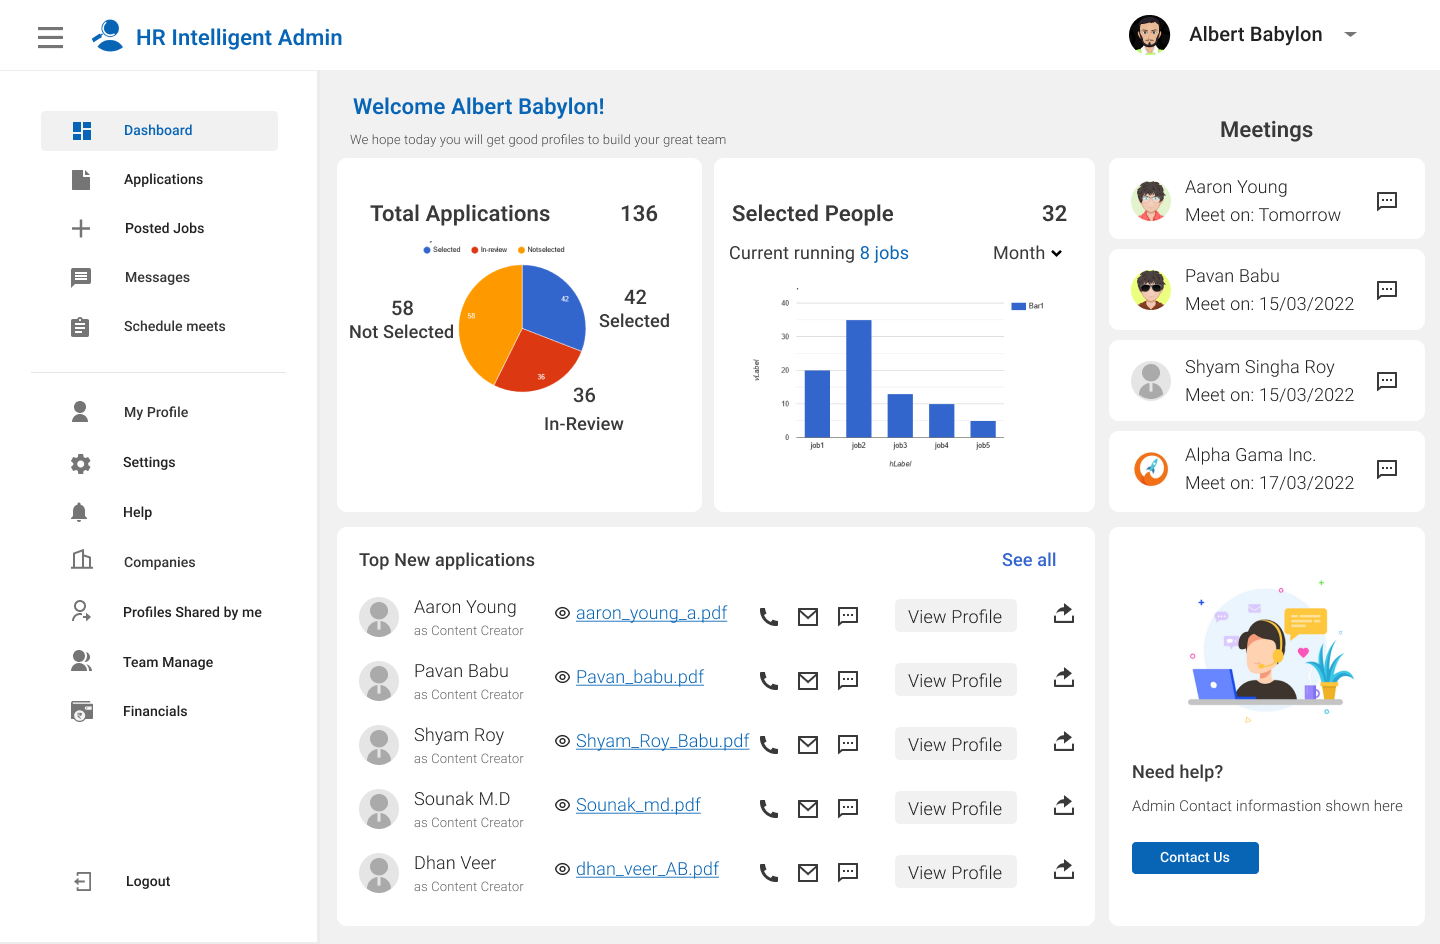 HR Intelligent Admin
Albert Babylon
Dashboard
Applications
Posted Jobs
Messages
Schedule meets
My Profile
Settings
Help
Companies
Profiles Shared by me
Team Manage
Financials
Logout
Welcome Albert Babylon!
We hope today you will get good profiles to build your great team
Total Applications 136
Selected In-review Notselected
42
36
58
58
Not Selected
42
Selected
36
In-Review
Selected People 32
Current running 8 jobs Month
40
30
20
10
0
vLabel
job1 job2 job3 job4 job5
hLabel
Bar1
Meetings
Aaron Young
Meet on: Tomorrow
Pavan Babu
Meet on: 15/03/2022
Shyam Singha Roy
Meet on: 15/03/2022
Alpha Gama Inc.
Meet on: 17/03/2022
Top New applications See all
Aaron Young
as Content Creator
aaron_young_a.pdf
View Profile
Pavan Babu
as Content Creator
Pavan_babu.pdf
View Profile
Shyam Roy
as Content Creator
Shyam_Roy_Babu.pdf
View Profile
Sounak M.D
as Content Creator
Sounak_md.pdf
View Profile
Dhan Veer
as Content Creator
dhan_veer_AB.pdf
View Profile
Need help?
Admin Contact informastion shown here
Contact Us